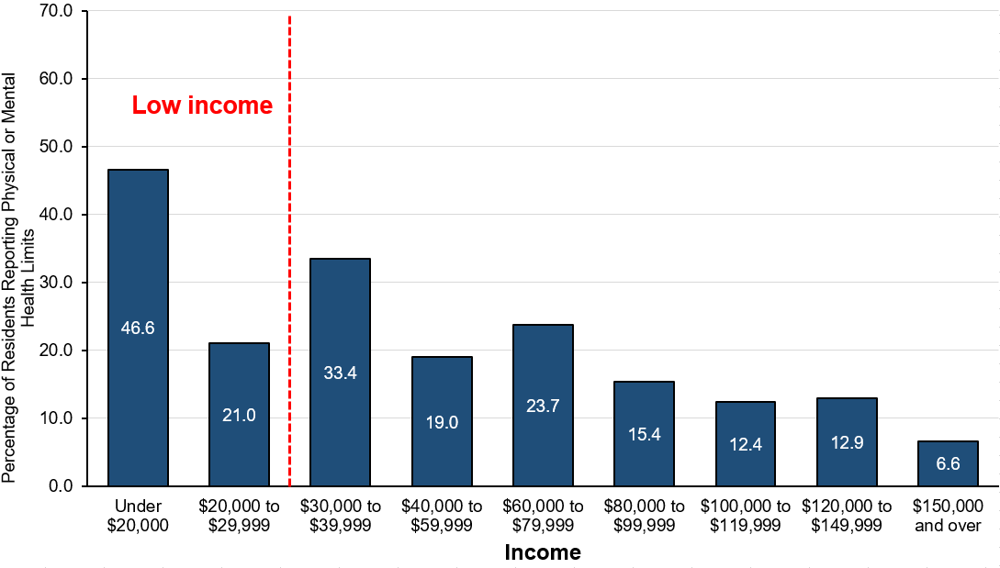 Percentage of Residents Reporting Physical or Mental
Health Limits
70.0
60.0
50.0
40.0
30.0
20.0
10.0
0.0
Low income
46.6
21.0
33.4
19.0
23.7
15.4
12.4
12.9
6.6
Under
$20,000
$20,000 to
$29,999
$30,000 to
$39,999
$40,000 to
$59,999
$60,000 to
$79,999
$80,000 to
$99,999
$100,000 to
$119,999
$120,000 to
$149,999
$150,000
and over
Income